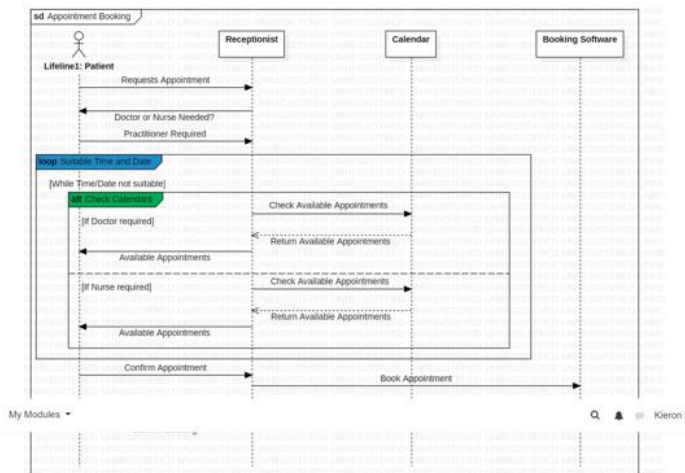 sd Appointment Booking
Receptionist
Calendar
Booking Software
Lifeline1: Patient
Requests Appointment
Doctor or Nurse Needed?
Practitioner Required
loop Suitable Time and Date
[While Time/Date not suitable]
alt Check Calendars
Check Available Appointments
[If Doctor required]
Return Available Appointments
Available Appointments
[If Nurse required]
Check Available Appointments
Return Available Appointments
Available Appointments
Confirm Appointment
Book Appointment
My Modules
Kieron